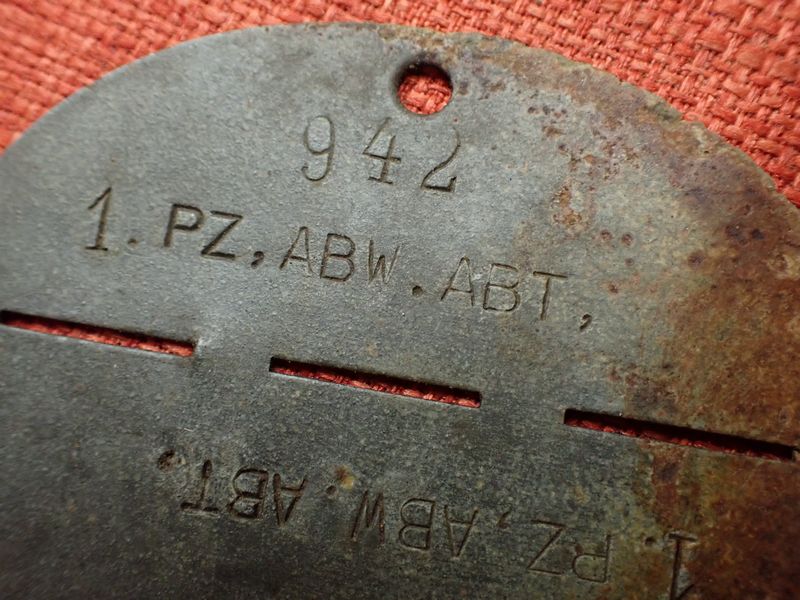 942
1. PZ, ABW. ABT,
1. PZ, ABW. ABT.